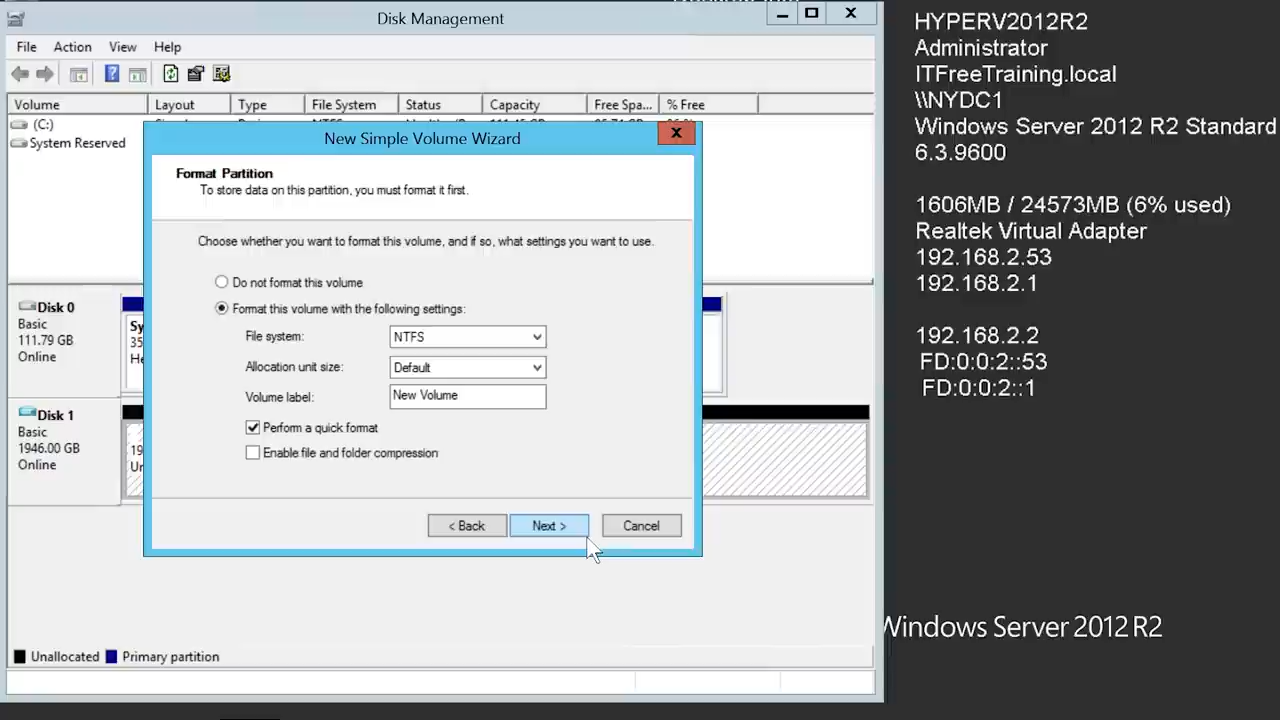 Disk Management
File Action View Help
Volume Layout Type File System Status Capacity Free Spa... % Free
(C:)
System Reserved
New Simple Volume Wizard
Format Partition
To store data on this partition, you must format it first.
Choose whether you want to format this volume, and if so, what settings you want to use.
Do not format this volume
Format this volume with the following settings:
File system: NTFS
Allocation unit size: Default
Volume label: New Volume
Perform a quick format
Enable file and folder compression
< Back Next > Cancel
Disk 0
Basic
111.79 GB
Online
Sy
35
He
Disk 1
Basic
1946.00 GB
Online
19
Un
Unallocated Primary partition
HYPERV2012R2
Administrator
ITFreeTraining.local
\\NYDC1
Windows Server 2012 R2 Standard
6.3.9600
1606MB / 24573MB (6% used)
Realtek Virtual Adapter
192.168.2.53
192.168.2.1
192.168.2.2
FD:0:0:2::53
FD:0:0:2::1
Windows Server 2012 R2